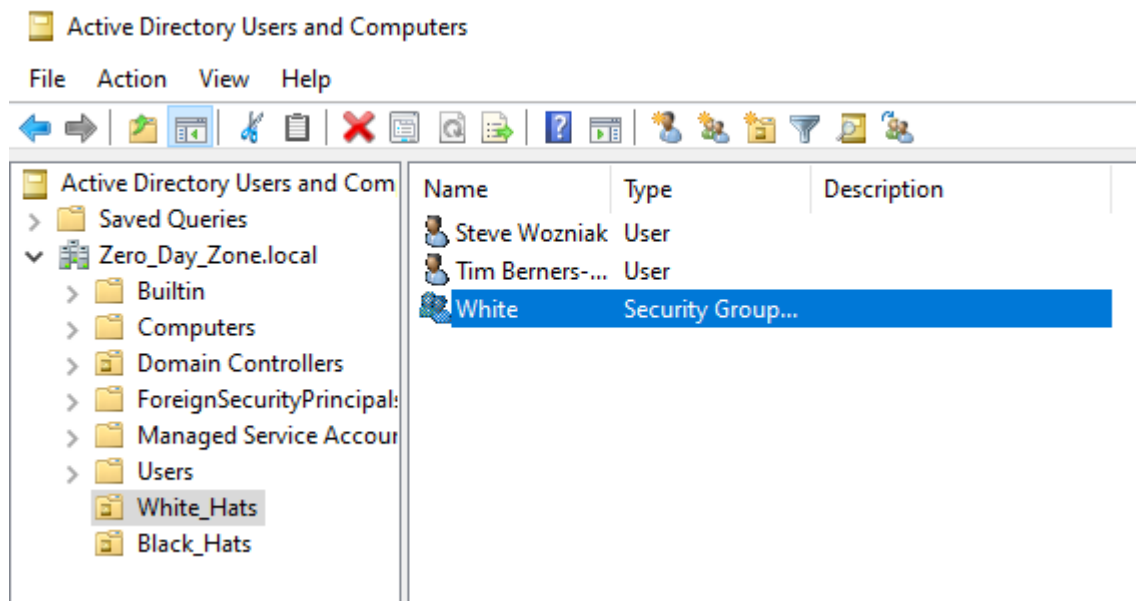 Active Directory Users and Computers
File Action View Help
Active Directory Users and Com
Saved Queries
Zero_Day_Zone.local
Builtin
Computers
Domain Controllers
ForeignSecurityPrincipals
Managed Service Accour
Users
White_Hats
Black_Hats
Name Type Description
Steve Wozniak User
Tim Berners-... User
White Security Group...